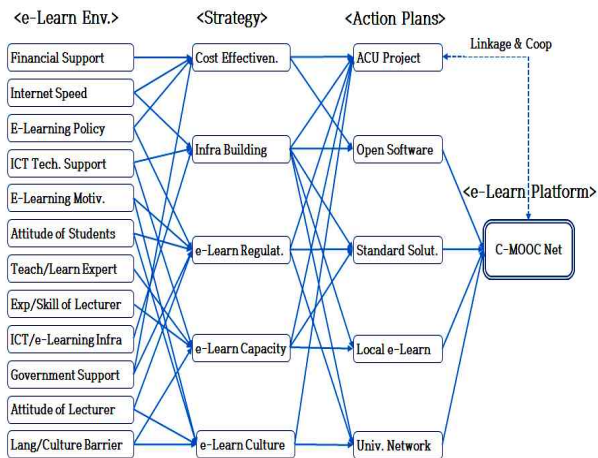 <e-Learn Env.> <Strategy> <Action Plans>
Linkage & Coop
Financial Support Cost Effectiven. ACU Project
Internet Speed
E-Learning Policy
Infra Building Open Software
ICT Tech. Support
E-Learning Motiv.
<e-Learn Platform>
Attitude of Students
e-Learn Regulat. Standard Solut. C-MOOC Net
Teach/Learn Expert
Exp/Skill of Lecturer
ICT/e-Learning Infra
e-Learn Capacity Local e-Learn
Government Support
Attitude of Lecturer
Lang/Culture Barrier e-Learn Culture Univ. Network